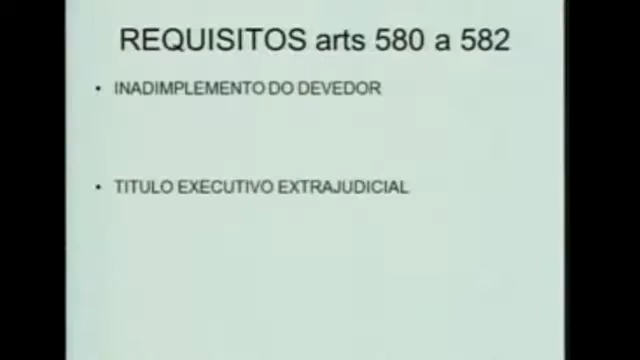 REQUISITOS arts 580 a 582
• INADIMPLEMENTO DO DEVEDOR
• TITULO EXECUTIVO EXTRAJUDICIAL